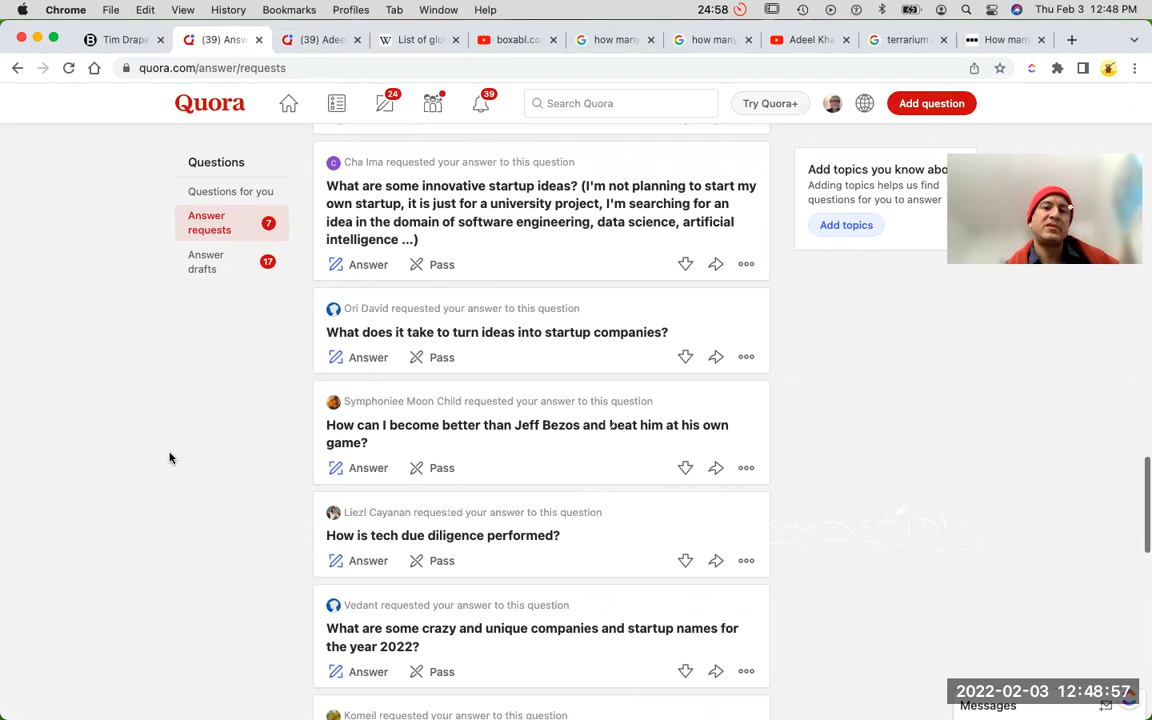 Chrome File Edit View History Bookmarks Profiles Tab Window Help 24:58 Thu Feb 3 12:48 PM
Tim Drape (39) Answ (39) Adee List of glo boxabl.co how many how many Adeel Kha terrarium How many
quora.com/answer/requests
Quora 24 39 Search Quora Try Quora+ Add question
Questions
Questions for you
Answer requests 7
Answer drafts 17
Cha Ima requested your answer to this question
What are some innovative startup ideas? (I'm not planning to start my
own startup, it is just for a university project, I'm searching for an
idea in the domain of software engineering, data science, artificial
intelligence ...)
Answer Pass
Ori David requested your answer to this question
What does it take to turn ideas into startup companies?
Answer Pass
Symphoniee Moon Child requested your answer to this question
How can I become better than Jeff Bezos and beat him at his own
game?
Answer Pass
Liezl Cayanan requested your answer to this question
How is tech due diligence performed?
Answer Pass
Vedant requested your answer to this question
What are some crazy and unique companies and startup names for
the year 2022?
Answer Pass
Komeil requested your answer to this question
Add topics you know abo
Adding topics helps us find
questions for you to answer
Add topics
2022-02-03 12:48:57
Messages